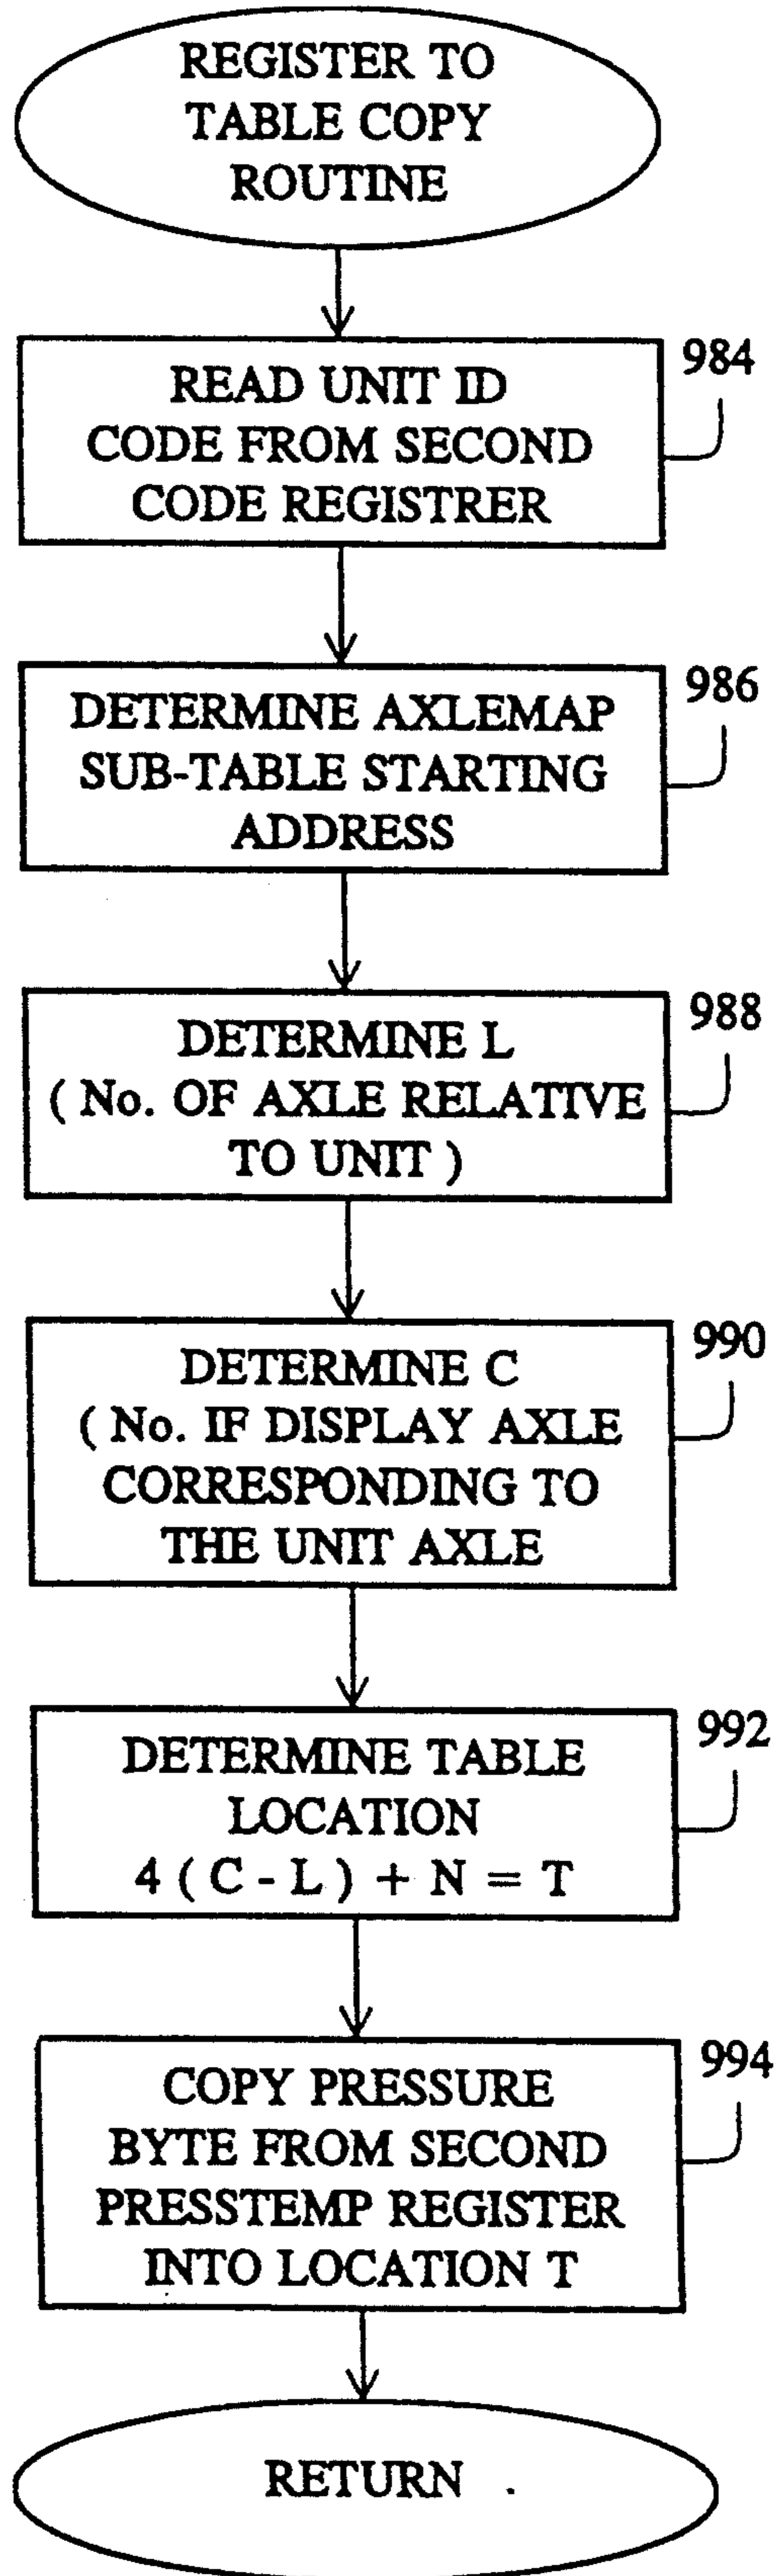 REGISTER TO
TABLE COPY
ROUTINE
984
READ UNIT ID
CODE FROM SECOND
CODE REGISTRER
986
DETERMINE AXLEMAP
SUB-TABLE STARTING
ADDRESS
988
DETERMINE L
( No. OF AXLE RELATIVE
TO UNIT )
990
DETERMINE C
( No. IF DISPLAY AXLE
CORRESPONDING TO
THE UNIT AXLE
992
DETERMINE TABLE
LOCATION
4 ( C - L ) + N = T
994
COPY PRESSURE
BYTE FROM SECOND
PRESSTEMP REGISTER
INTO LOCATION T
RETURN